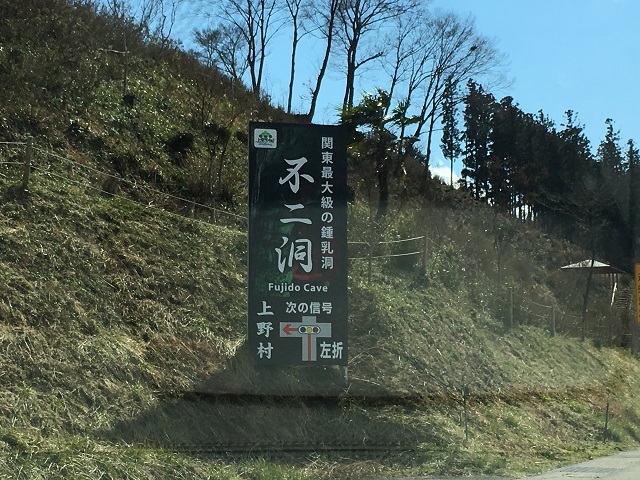 関東最大級の鍾乳洞
不二洞
Fujido Cave
上野村
次の信号
左折